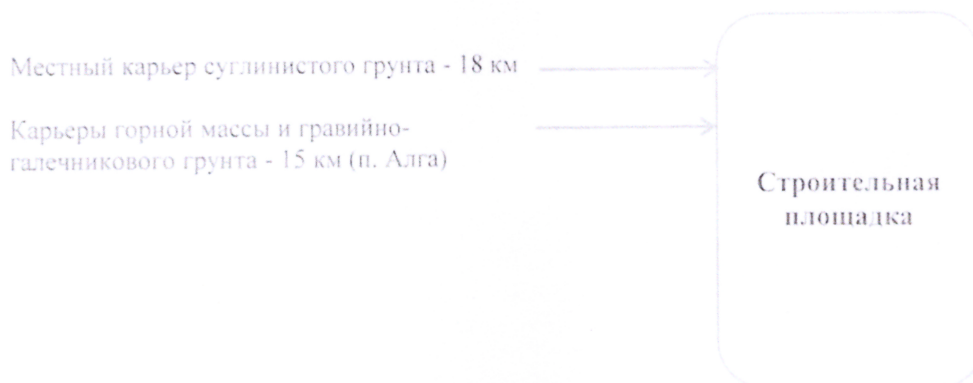 Местный карьер суглинистого грунта - 18 км
Карьеры горной массы и гравийно-
галечникового грунта - 15 км (п. Алга)
Строительная
площадка